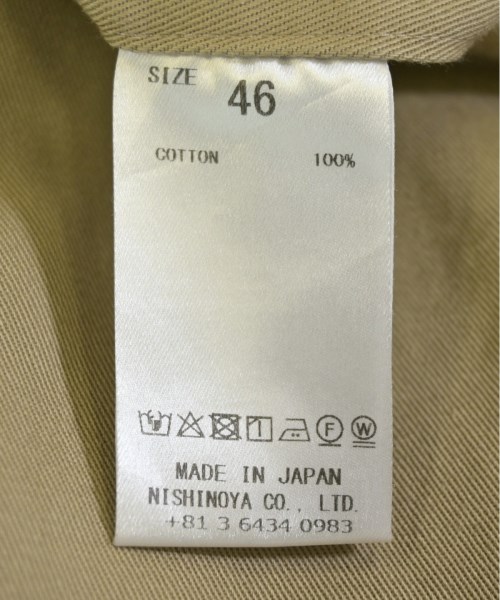 SIZE 46
COTTON 100%
F W
MADE IN JAPAN
NISHINOYA CO., LTD.
+81 3 6434 0983